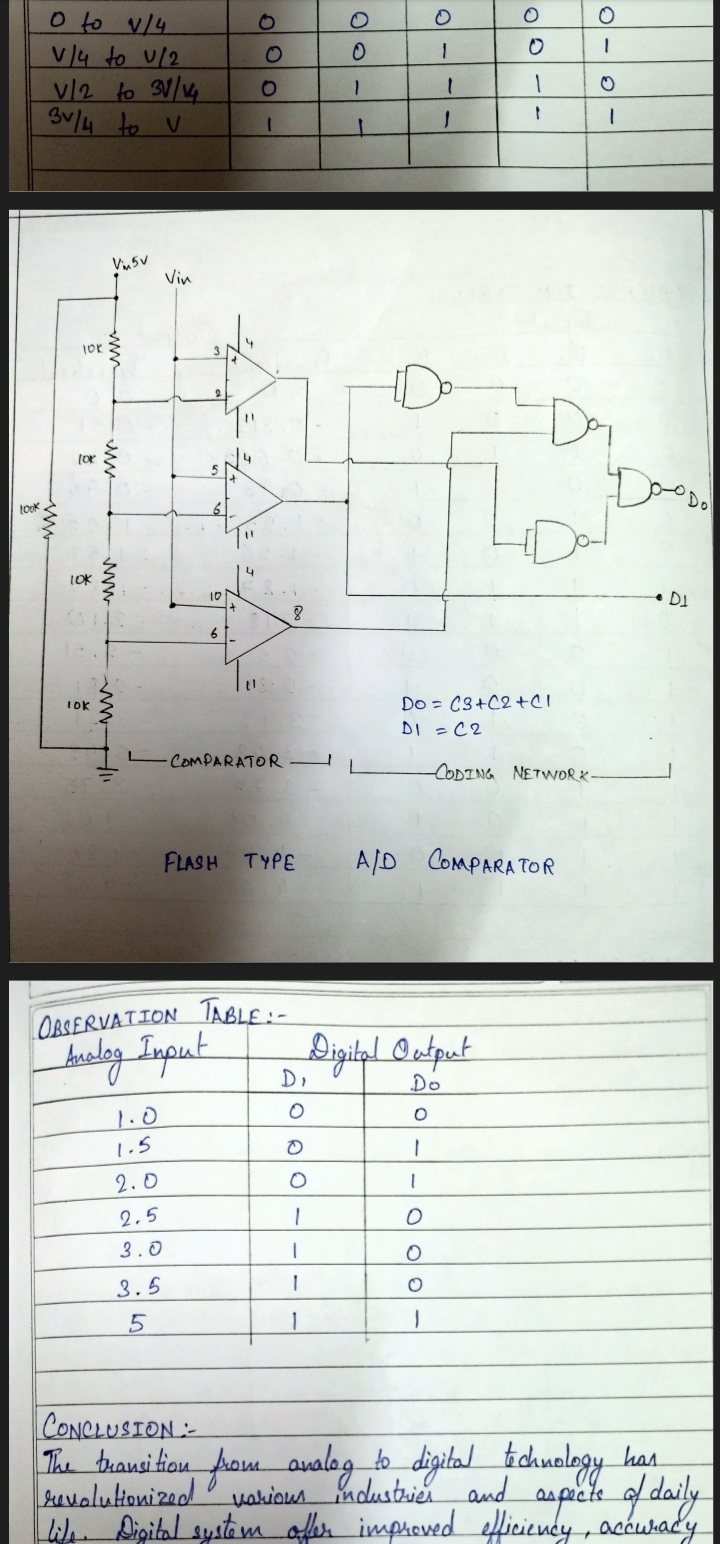 0 to V/4 0 0 0 0 0
V/4 to V/2 0 0 1 0 1
V/2 to 3V/4 0 1 1 1 0
3V/4 to V 1 1 1 1 1
Vin 5V
Vin
10K
3
+
4
2
-
11
10K
5
+
4
6
-
11
100K
10K
10
+
4
6
-
8
11
10K
D0
D1
D0 = C3+C2+C1
D1 = C2
COMPARATOR
CODING NETWORK
FLASH TYPE A/D COMPARATOR
OBSERVATION TABLE:-
Analog Input Digital Output
D1 D0
1.0 0 0
1.5 0 1
2.0 0 1
2.5 1 0
3.0 1 0
3.5 1 0
5 1 1
CONCLUSION :-
The transition from analog to digital technology has
revolutionized various industries and aspects of daily
life. Digital system offer improved efficiency, accuracy